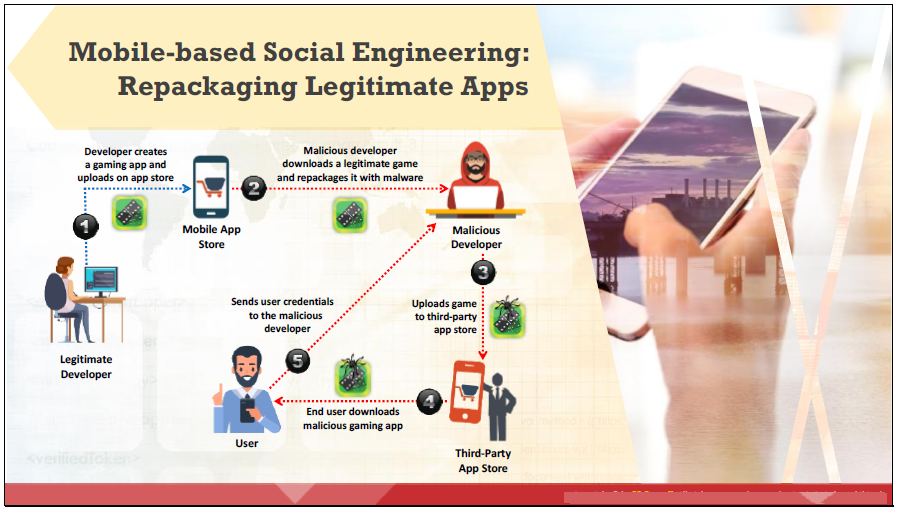 Mobile-based Social Engineering:
Repackaging Legitimate Apps
Developer creates
a gaming app and
uploads on app store
1
Mobile App
Store
2
Malicious developer
downloads a legitimate game
and repackages it with malware
Malicious
Developer
Legitimate
Developer
3
Uploads game
to third-party
app store
Sends user credentials
to the malicious
developer
5
User
4
End user downloads
malicious gaming app
Third-Party
App Store
<verifiedToken>